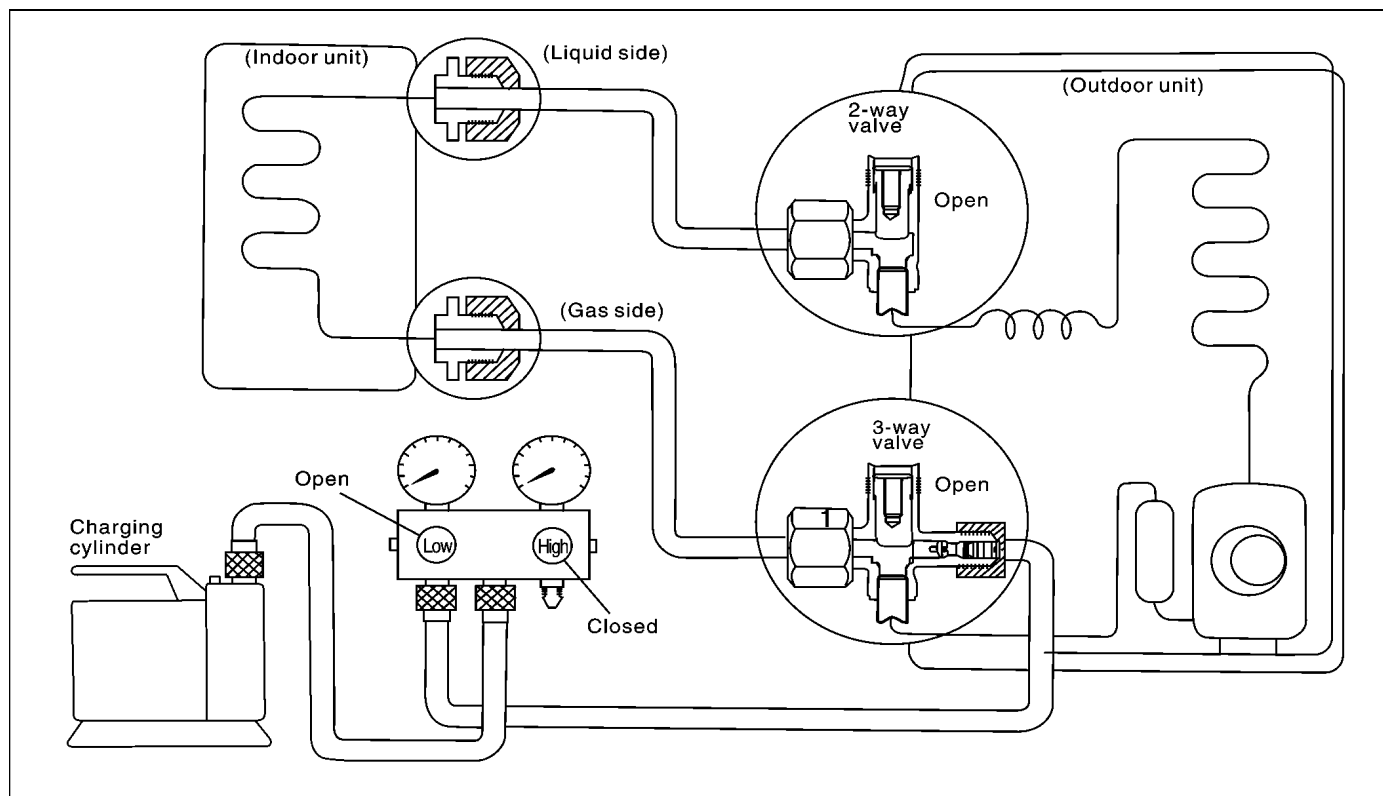 (Indoor unit)
(Liquid side)
(Outdoor unit)
2-way
valve
Open
(Gas side)
3-way
valve
Open
Open
Charging
cylinder
Low
High
Closed